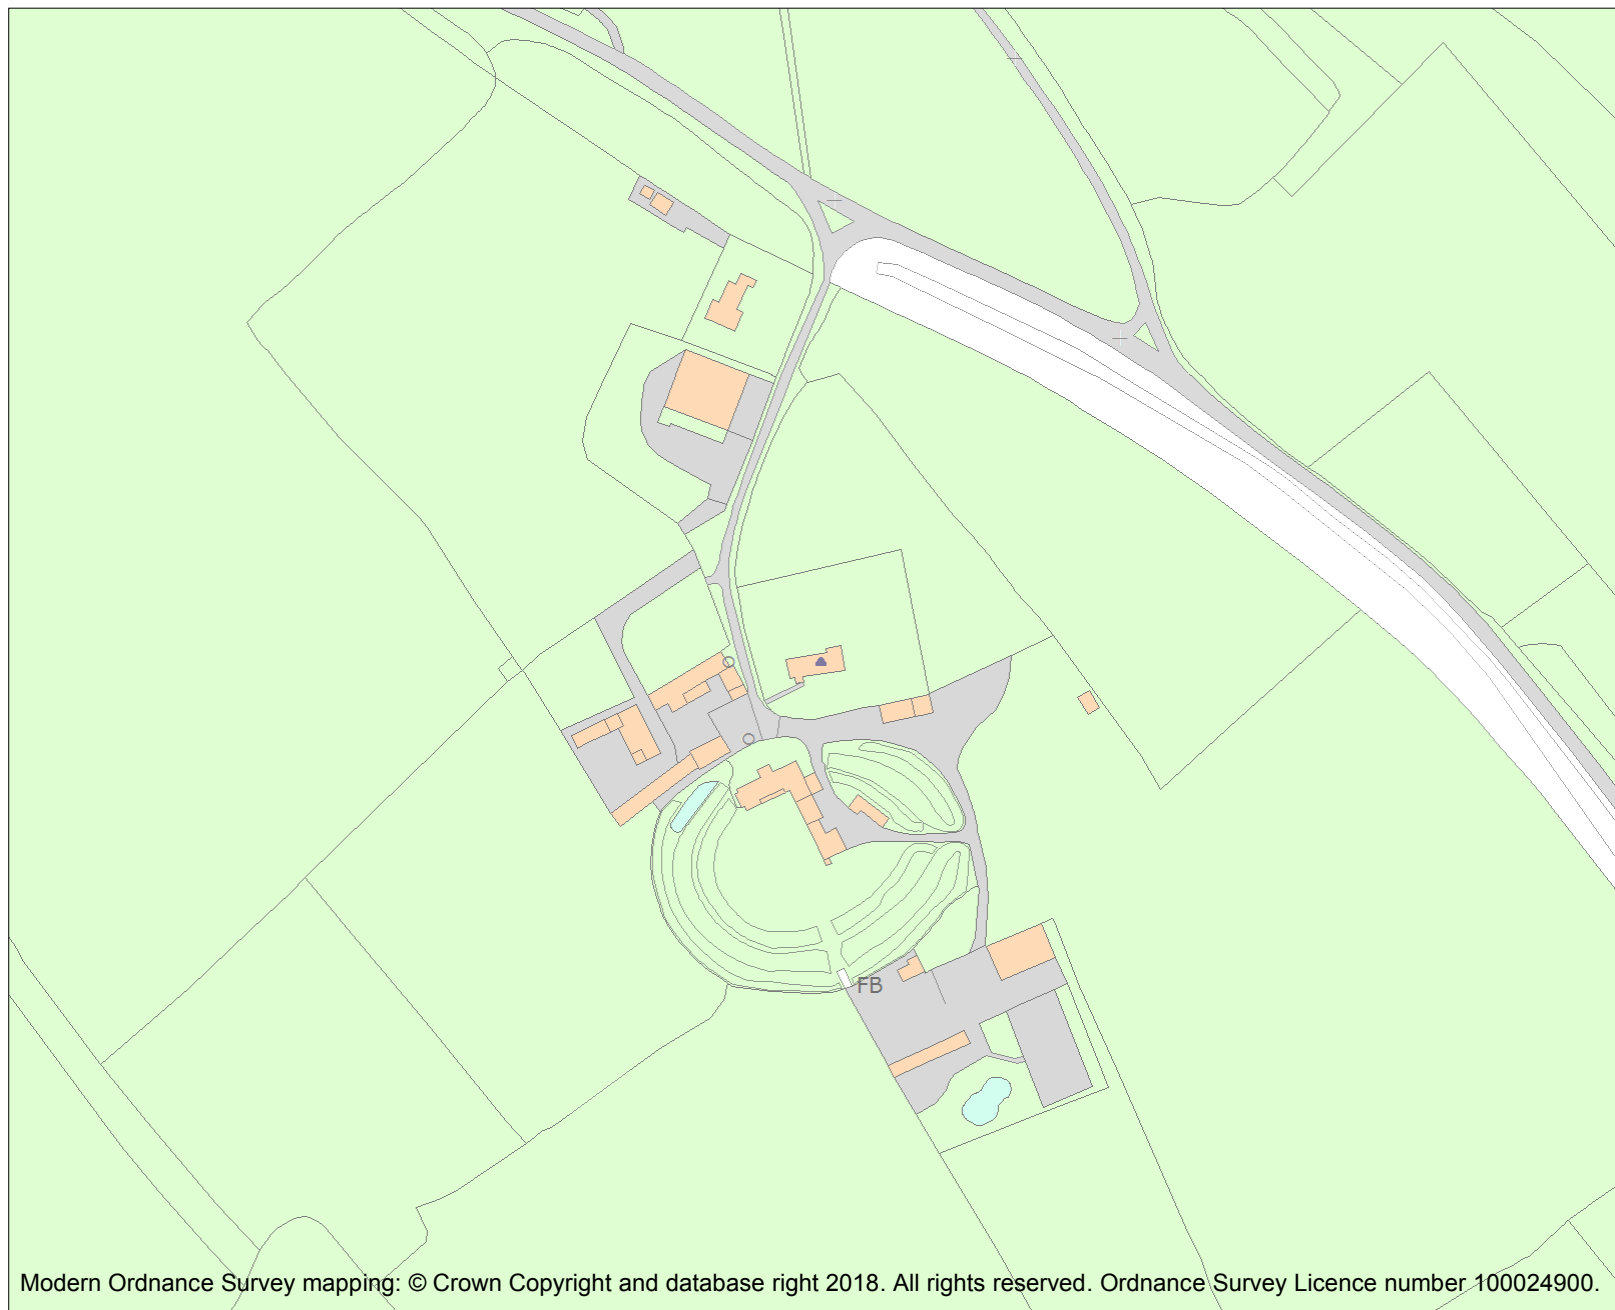 FB
Modern Ordnance Survey mapping: © Crown Copyright and database right 2018. All rights reserved. Ordnance Survey Licence number 100024900.